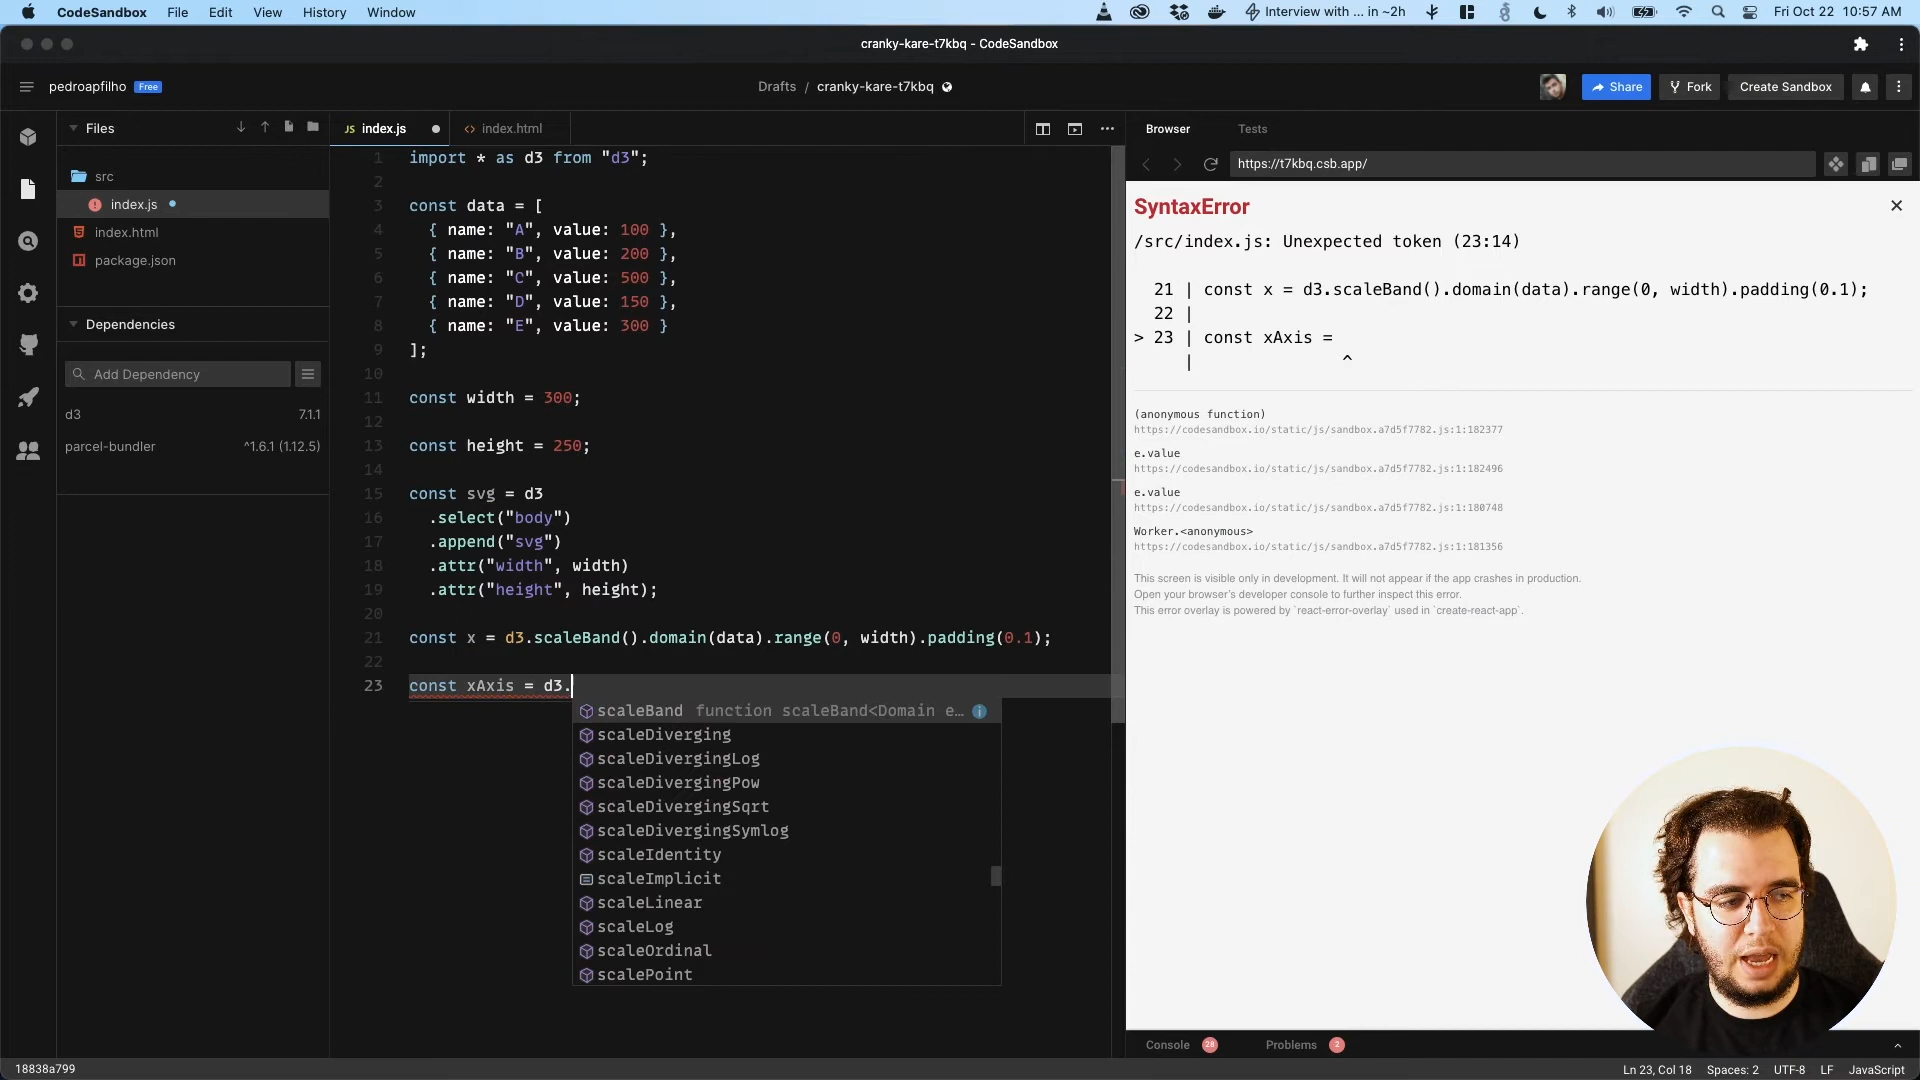 CodeSandbox File Edit View History Window
Interview with ... in ~2h Fri Oct 22 10:57 AM
cranky-kare-t7kbq - CodeSandbox
pedroapfilho Free
Drafts / cranky-kare-t7kbq
Share Fork Create Sandbox
Files
src
index.js
index.html
package.json
Dependencies
Add Dependency
d3 7.1.1
parcel-bundler ^1.6.1 (1.12.5)
JS index.js
<> index.html
1 import * as d3 from "d3";
2
3 const data = [
4 { name: "A", value: 100 },
5 { name: "B", value: 200 },
6 { name: "C", value: 500 },
7 { name: "D", value: 150 },
8 { name: "E", value: 300 }
9 ];
10
11 const width = 300;
12
13 const height = 250;
14
15 const svg = d3
16 .select("body")
17 .append("svg")
18 .attr("width", width)
19 .attr("height", height);
20
21 const x = d3.scaleBand().domain(data).range(0, width).padding(0.1);
22
23 const xAxis = d3.
scaleBand function scaleBand<Domain e…
scaleDiverging
scaleDivergingLog
scaleDivergingPow
scaleDivergingSqrt
scaleDivergingSymlog
scaleIdentity
scaleImplicit
scaleLinear
scaleLog
scaleOrdinal
scalePoint
Browser Tests
https://t7kbq.csb.app/
SyntaxError
/src/index.js: Unexpected token (23:14)
21 | const x = d3.scaleBand().domain(data).range(0, width).padding(0.1);
22 |
> 23 | const xAxis =
| ^
(anonymous function)
https://codesandbox.io/static/js/sandbox.a7d5f7782.js:1:182377
e.value
https://codesandbox.io/static/js/sandbox.a7d5f7782.js:1:182496
e.value
https://codesandbox.io/static/js/sandbox.a7d5f7782.js:1:180748
Worker.<anonymous>
https://codesandbox.io/static/js/sandbox.a7d5f7782.js:1:181356
This screen is visible only in development. It will not appear if the app crashes in production.
Open your browser's developer console to further inspect this error.
This error overlay is powered by `react-error-overlay` used in `create-react-app`.
Console 28 Problems 2
18838a799
Ln 23, Col 18 Spaces: 2 UTF-8 LF JavaScript